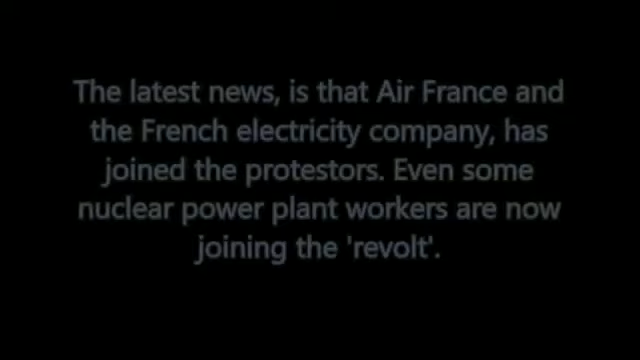 The latest news, is that Air France and
the French electricity company, has
joined the protestors. Even some
nuclear power plant workers are now
joining the 'revolt'.